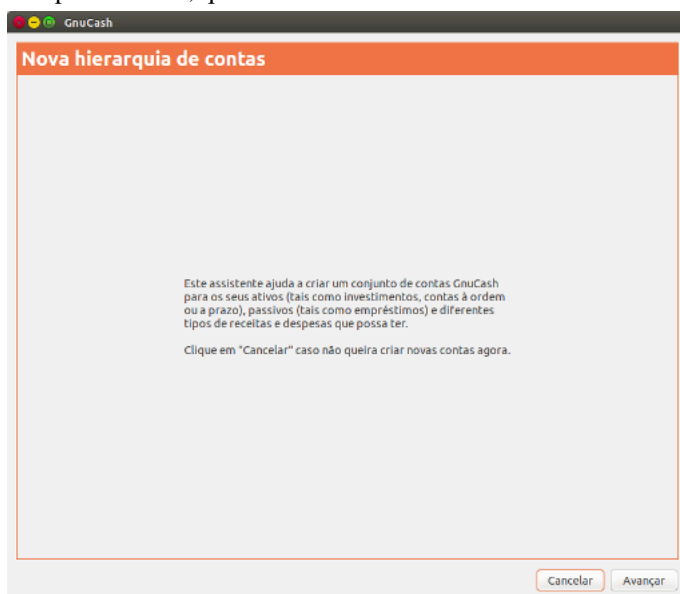 GnuCash
Nova hierarquia de contas
Este assistente ajuda a criar um conjunto de contas GnuCash
para os seus ativos (tais como investimentos, contas à ordem
ou a prazo), passivos (tais como empréstimos) e diferentes
tipos de receitas e despesas que possa ter.
Clique em "Cancelar" caso não queira criar novas contas agora.
Cancelar Avançar